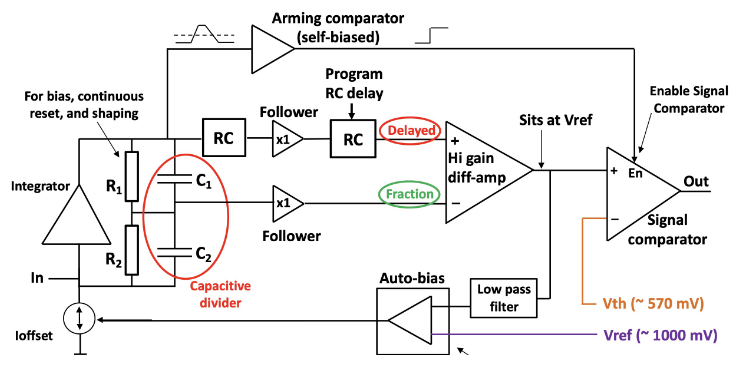 Arming comparator
(self-biased)
Program
RC delay
For bias, continuous
reset, and shaping
Enable Signal
Comparator
Follower
Sits at Vref
RC
x1
RC
Delayed
+
Hi gain
diff-amp
+
En
Integrator
R1
C1
Fraction
−
x1
Out
−
Signal
comparator
Follower
R2
C2
In
Capacitive
divider
Auto-bias
Low pass
filter
Vth (~ 570 mV)
Ioffset
Vref (~ 1000 mV)